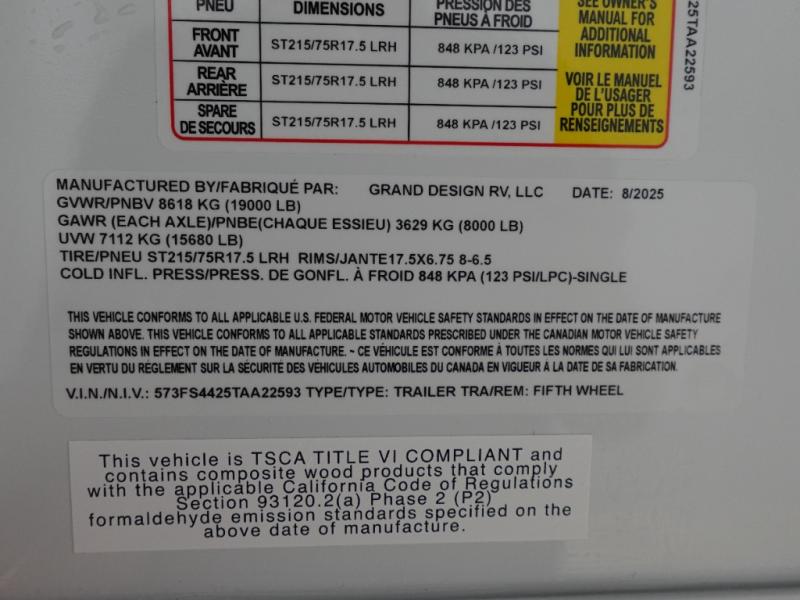 PNEU DIMENSIONS PRESSION DES PNEUS À FROID SEE OWNER'S
MANUAL FOR
ADDITIONAL
INFORMATION
FRONT
AVANT ST215/75R17.5 LRH 848 KPA /123 PSI
REAR
ARRIÈRE ST215/75R17.5 LRH 848 KPA /123 PSI
VOIR LE MANUEL
DE L'USAGER
POUR PLUS DE
RENSEIGNEMENTS
SPARE
DE SECOURS ST215/75R17.5 LRH 848 KPA /123 PSI
25TAA22593
MANUFACTURED BY/FABRIQUÉ PAR: GRAND DESIGN RV, LLC DATE: 8/2025
GVWR/PNBV 8618 KG (19000 LB)
GAWR (EACH AXLE)/PNBE(CHAQUE ESSIEU) 3629 KG (8000 LB)
UVW 7112 KG (15680 LB)
TIRE/PNEU ST215/75R17.5 LRH RIMS/JANTE17.5X6.75 8-6.5
COLD INFL. PRESS/PRESS. DE GONFL. À FROID 848 KPA (123 PSI/LPC)-SINGLE
THIS VEHICLE CONFORMS TO ALL APPLICABLE U.S. FEDERAL MOTOR VEHICLE SAFETY STANDARDS IN EFFECT ON THE DATE OF MANUFACTURE
SHOWN ABOVE. THIS VEHICLE CONFORMS TO ALL APPLICABLE STANDARDS PRESCRIBED UNDER THE CANADIAN MOTOR VEHICLE SAFETY
REGULATIONS IN EFFECT ON THE DATE OF MANUFACTURE. ~ CE VÉHICULE EST CONFORME À TOUTES LES NORMES QUI LUI SONT APPLICABLES
EN VERTU DU RÉGLEMENT SUR LA SÉCURITÉ DES VÉHICULES AUTOMOBILES DU CANADA EN VIGUEUR À LA DATE DE SA FABRICATION.
V.I.N./N.I.V.: 573FS4425TAA22593 TYPE/TYPE: TRAILER TRA/REM: FIFTH WHEEL
This vehicle is TSCA TITLE VI COMPLIANT and
contains composite wood products that comply
with the applicable California Code of Regulations
Section 93120.2(a) Phase 2 (P2)
formaldehyde emission standards specified on the
above date of manufacture.